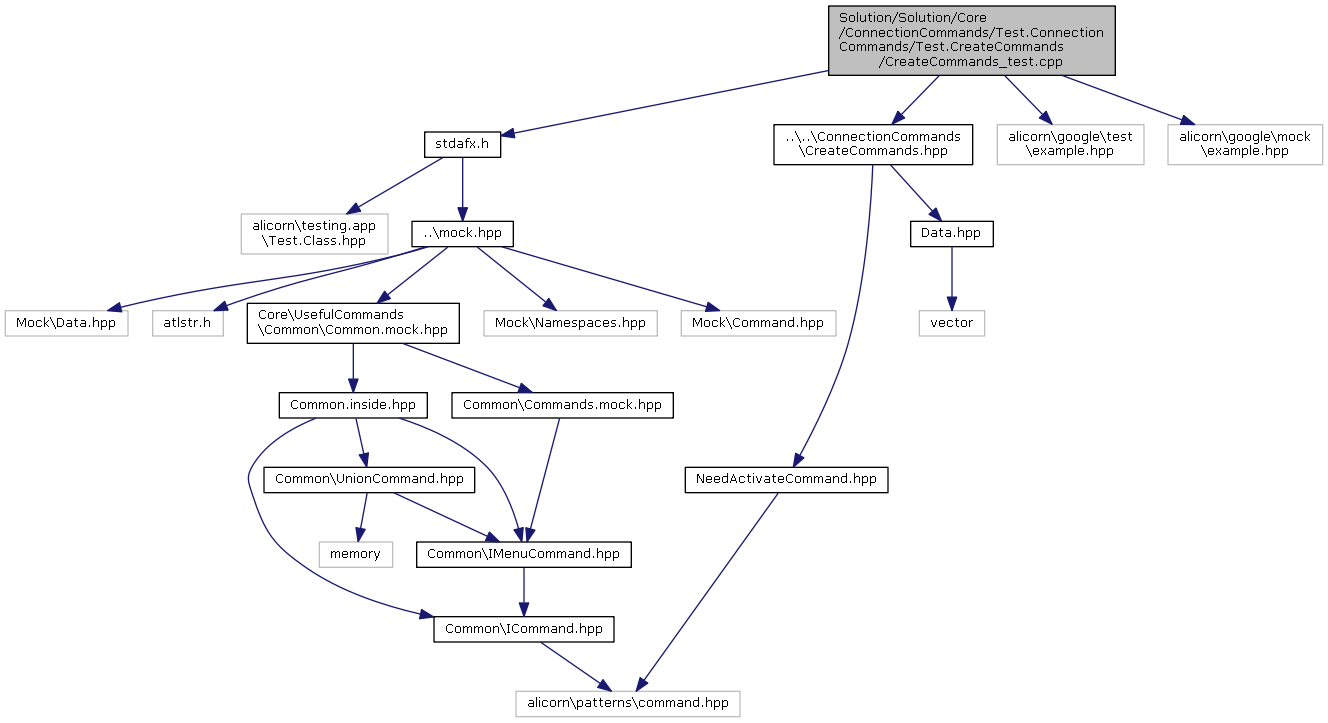 Solution/Solution/Core
/ConnectionCommands/Test.Connection
Commands/Test.CreateCommands
/CreateCommands_test.cpp
stdafx.h
..\..\ConnectionCommands
\CreateCommands.hpp
alicorn\google\test
\example.hpp
alicorn\google\mock
\example.hpp
alicorn\testing.app
\Test.Class.hpp
..\mock.hpp
Data.hpp
Mock\Data.hpp
atlstr.h
Core\UsefulCommands
\Common\Common.mock.hpp
Mock\Namespaces.hpp
Mock\Command.hpp
vector
Common.inside.hpp
Common\Commands.mock.hpp
Common\UnionCommand.hpp
NeedActivateCommand.hpp
memory
Common\IMenuCommand.hpp
Common\ICommand.hpp
alicorn\patterns\command.hpp